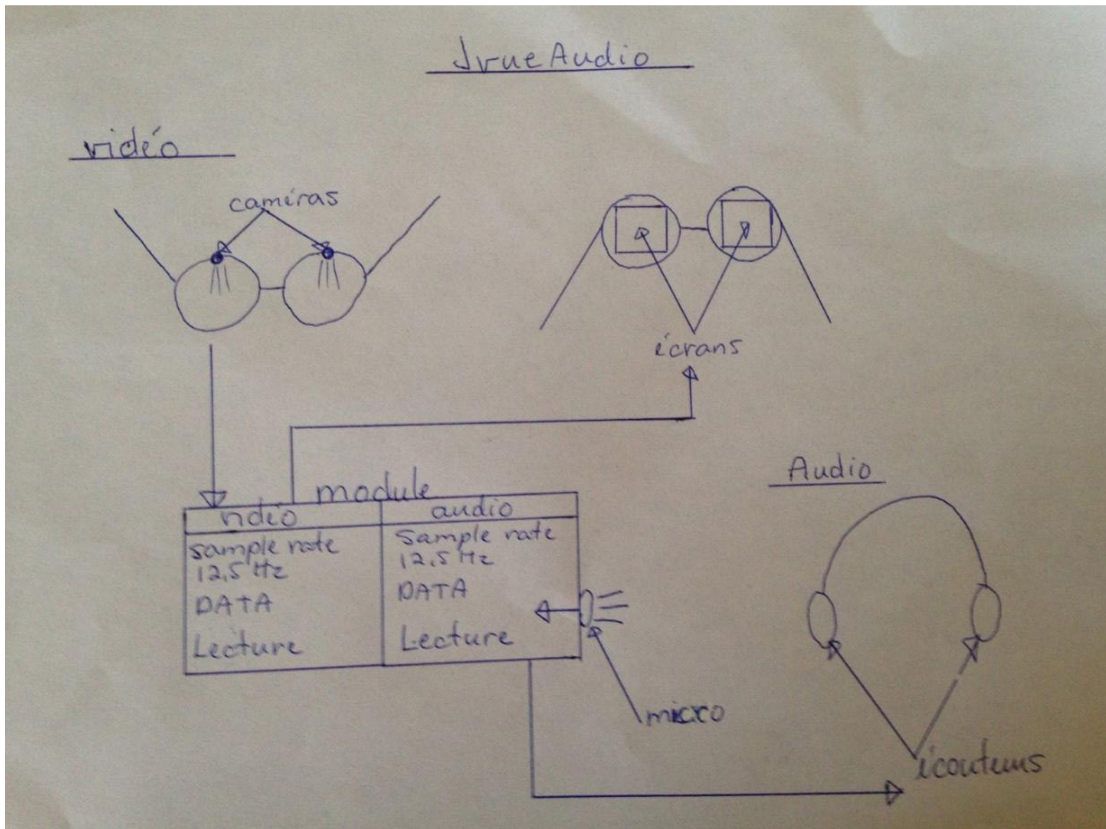 JvueAudio
vidéo
caméras
écrans
Audio
module
vidéo
audio
sample rate
12,5 Hz
DATA
Lecture
Sample rate
12,5 Hz
DATA
Lecture
micro
écouteurs